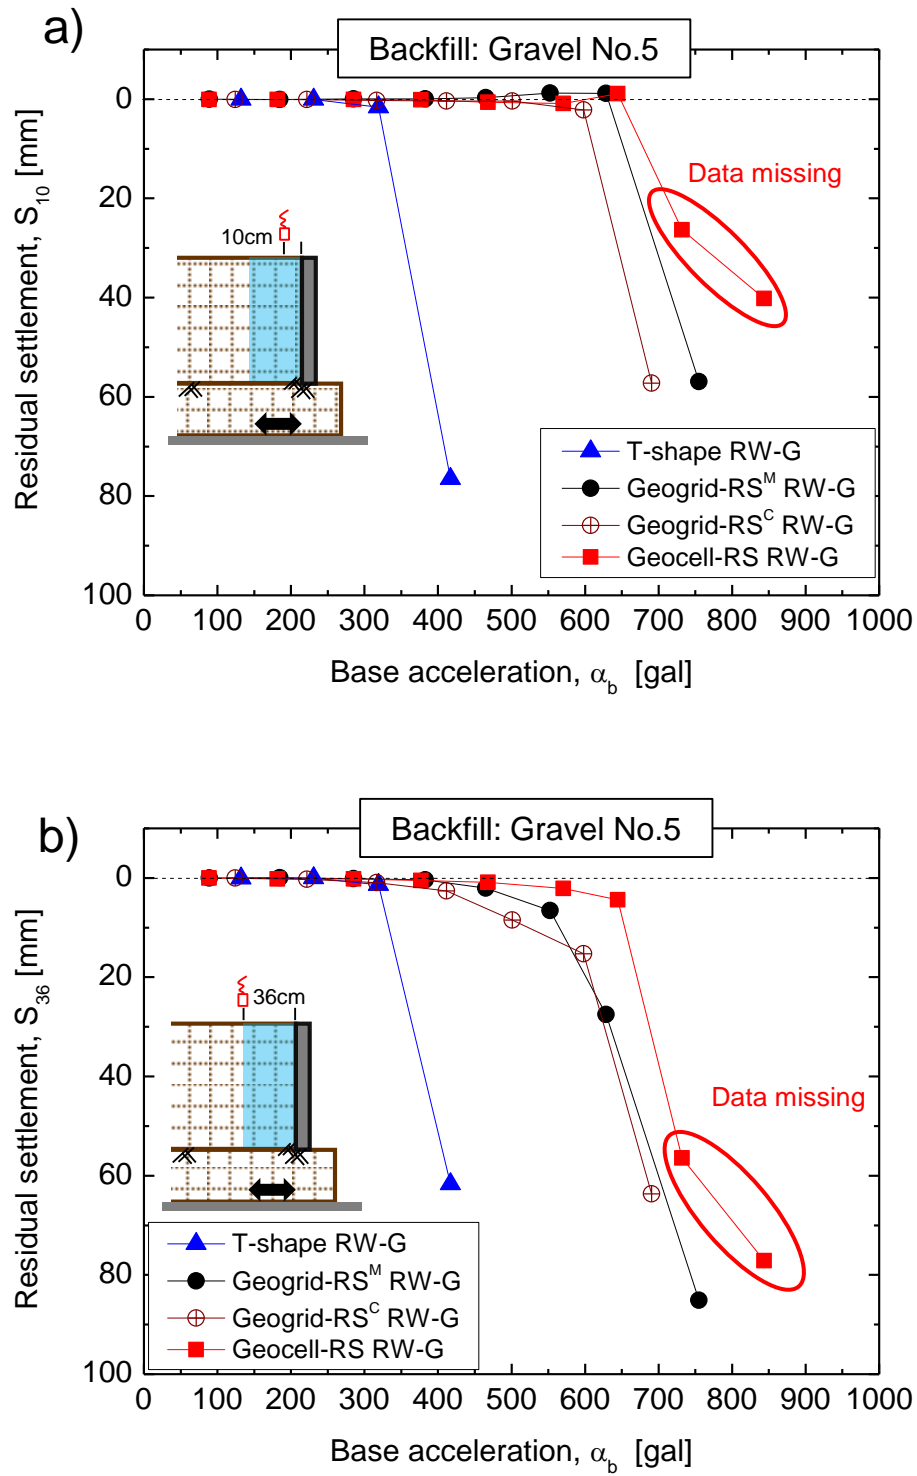 a)
Backfill: Gravel No.5
0
20
40
60
80
100
Residual settlement, S10 [mm]
Data missing
10cm
T-shape RW-G
Geogrid-RS^M RW-G
Geogrid-RS^C RW-G
Geocell-RS RW-G
0 100 200 300 400 500 600 700 800 900 1000
Base acceleration, αb [gal]
b)
Backfill: Gravel No.5
0
20
40
60
80
100
Residual settlement, S36 [mm]
36cm
Data missing
T-shape RW-G
Geogrid-RS^M RW-G
Geogrid-RS^C RW-G
Geocell-RS RW-G
0 100 200 300 400 500 600 700 800 900 1000
Base acceleration, αb [gal]